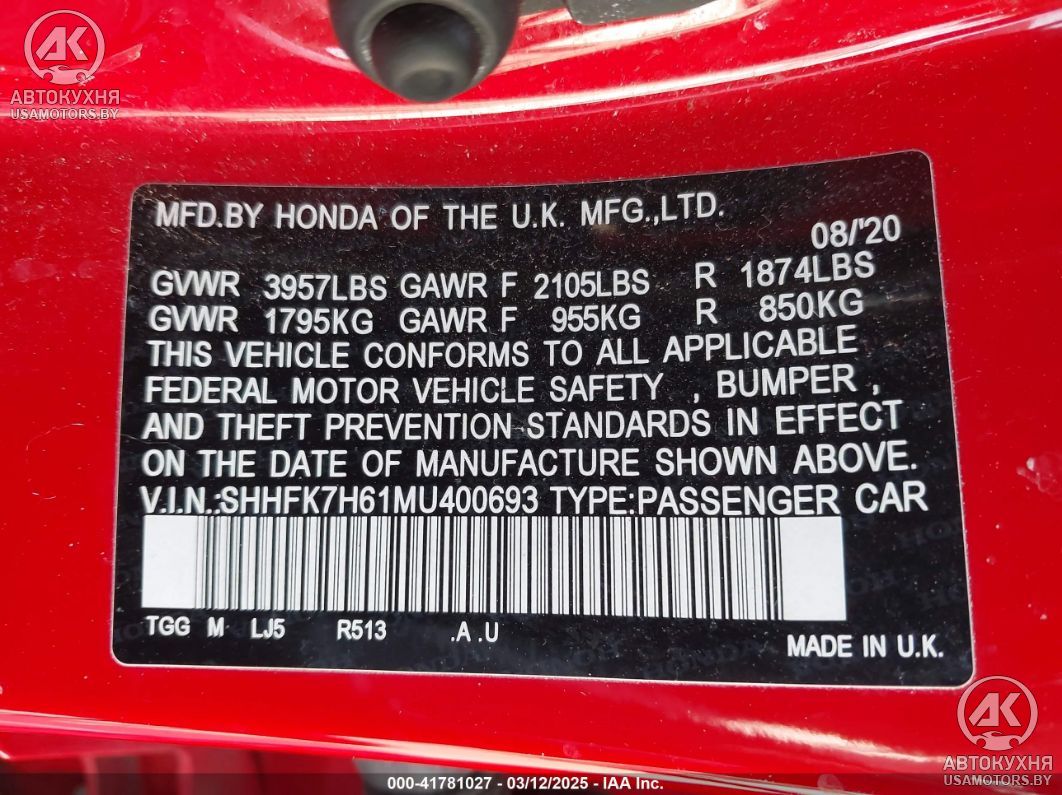 AK
АВТОКУХНЯ
USAMOTORS.BY
MFD.BY HONDA OF THE U.K. MFG.,LTD.
08/'20
GVWR 3957LBS GAWR F 2105LBS R 1874LBS
GVWR 1795KG GAWR F 955KG R 850KG
THIS VEHICLE CONFORMS TO ALL APPLICABLE
FEDERAL MOTOR VEHICLE SAFETY , BUMPER ,
AND THEFT PREVENTION STANDARDS IN EFFECT
ON THE DATE OF MANUFACTURE SHOWN ABOVE.
V.I.N.:SHHFK7H61MU400693 TYPE:PASSENGER CAR
TGG M LJ5 R513 .A .U
MADE IN U.K.
AK
АВТОКУХНЯ
USAMOTORS.BY
000-41781027 - 03/12/2025 - IAA Inc.